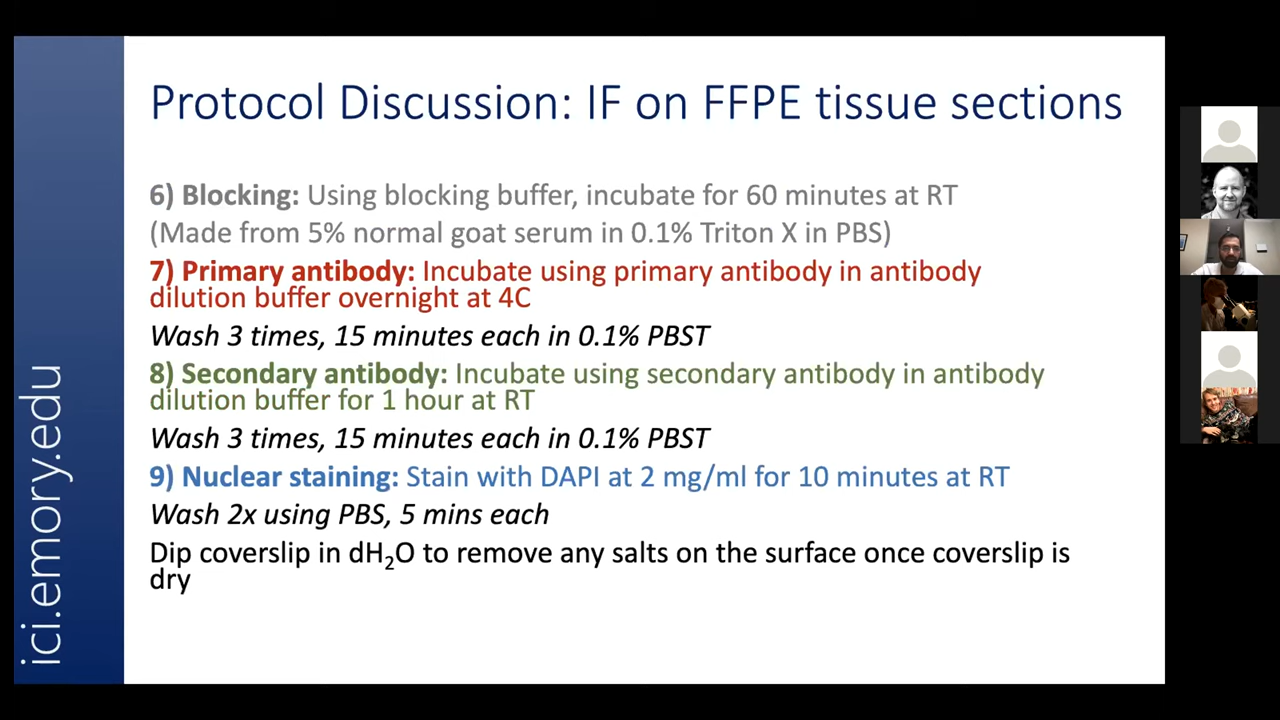 Protocol Discussion: IF on FFPE tissue sections
6) Blocking: Using blocking buffer, incubate for 60 minutes at RT
(Made from 5% normal goat serum in 0.1% Triton X in PBS)
7) Primary antibody: Incubate using primary antibody in antibody
dilution buffer overnight at 4C
Wash 3 times, 15 minutes each in 0.1% PBST
8) Secondary antibody: Incubate using secondary antibody in antibody
dilution buffer for 1 hour at RT
Wash 3 times, 15 minutes each in 0.1% PBST
9) Nuclear staining: Stain with DAPI at 2 mg/ml for 10 minutes at RT
Wash 2x using PBS, 5 mins each
Dip coverslip in dH₂O to remove any salts on the surface once coverslip is
dry
ici.emory.edu